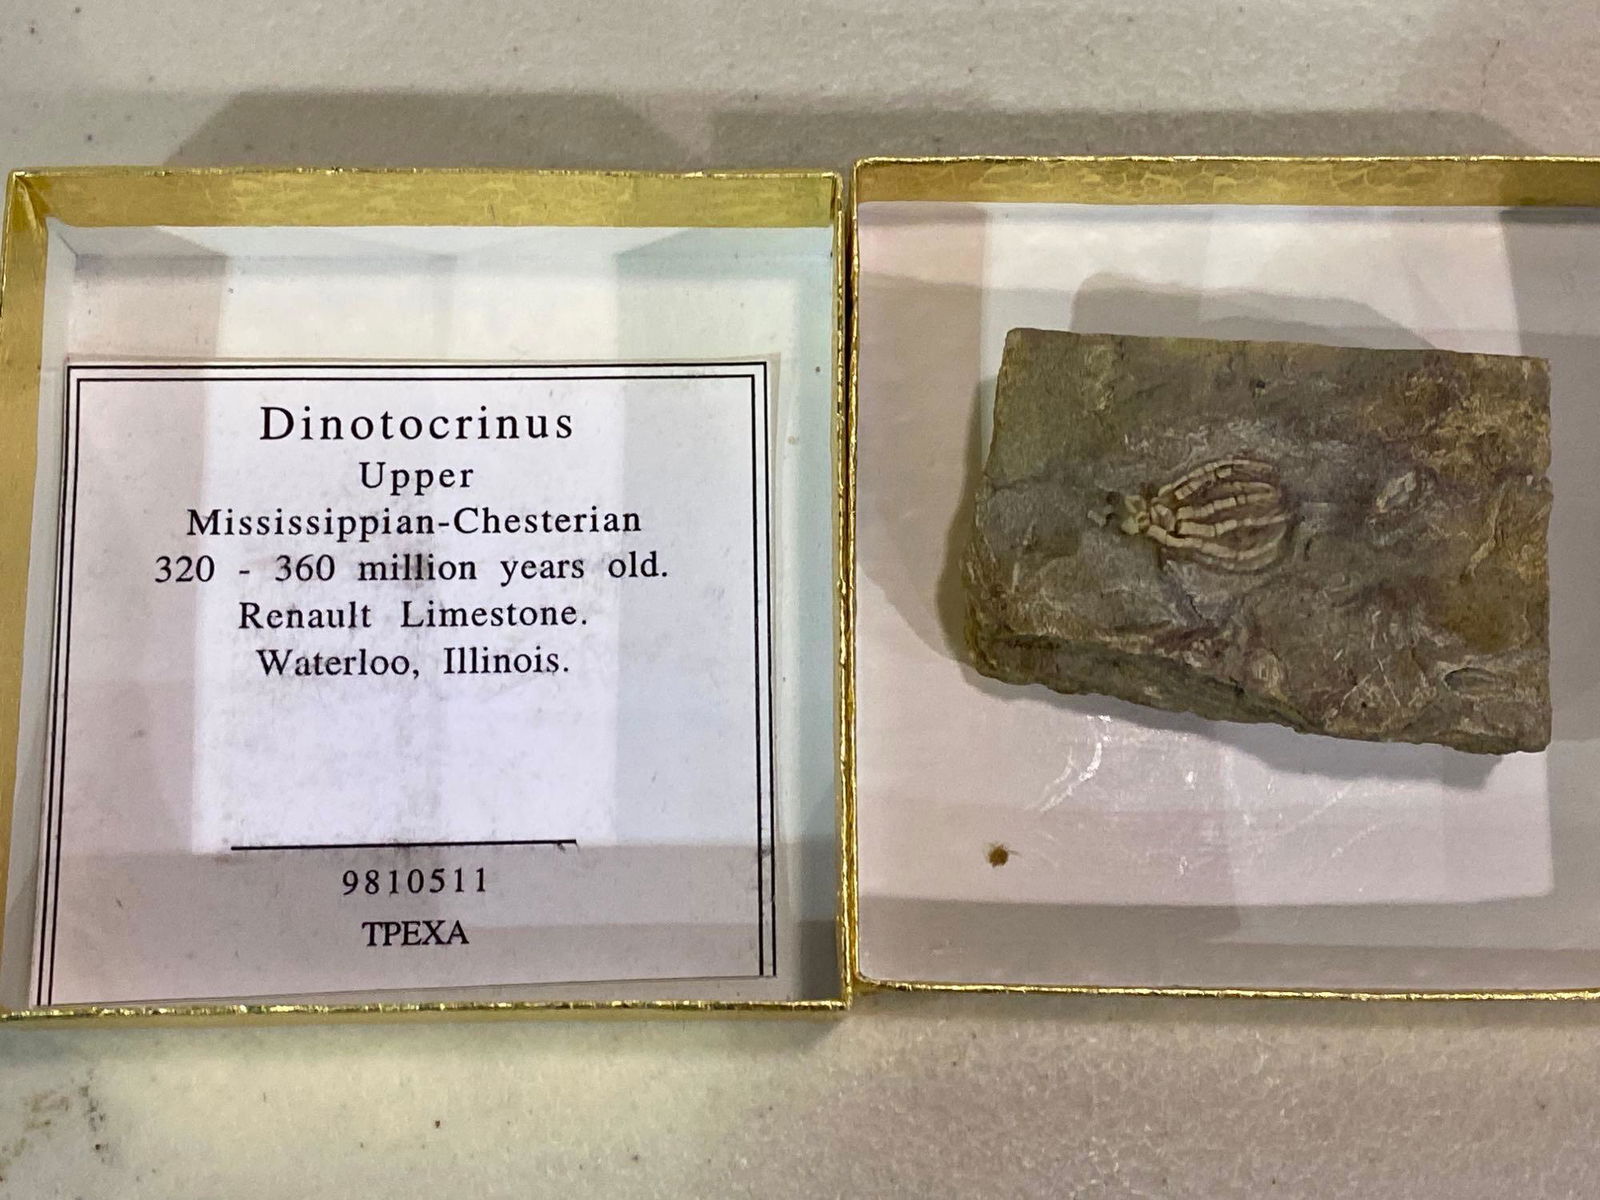 Dinotocrinus
Upper
Mississippian-Chesterian
320 - 360 million years old.
Renault Limestone.
Waterloo, Illinois.
9810511
TPEXA